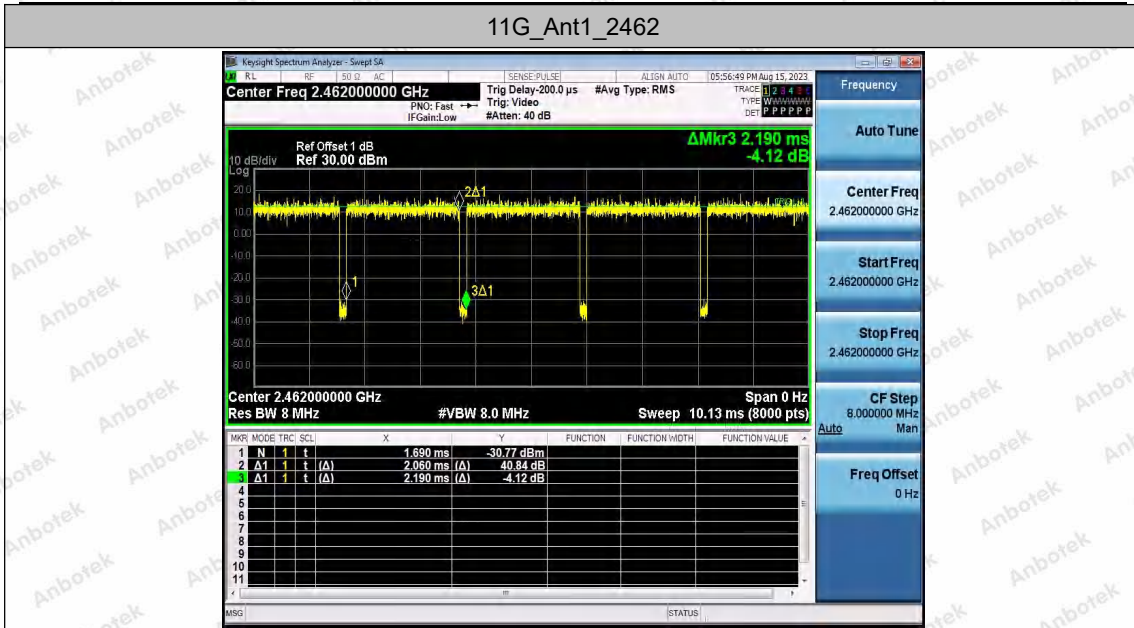 11G_Ant1_2462
Keysight Spectrum Analyzer - Swept SA
RL RF 50 Ω AC SENSE:PULSE ALIGN AUTO 05:56:49 PM Aug 15, 2023
Center Freq 2.462000000 GHz
PNO: Fast
IFGain:Low
Trig Delay-200.0 µs
Trig: Video
#Atten: 40 dB
#Avg Type: RMS
TRACE 1 2 3 4 5 6
TYPE WWWWWW
DET P P P P P P
ΔMkr3 2.190 ms
-4.12 dB
Ref Offset 1 dB
10 dB/div Ref 30.00 dBm
Log
20.0
10.0
0.00
-10.0
-20.0
-30.0
-40.0
-50.0
-60.0
2Δ1
1
3Δ1
Center 2.462000000 GHz Span 0 Hz
Res BW 8 MHz #VBW 8.0 MHz Sweep 10.13 ms (8000 pts)
MKR MODE TRC SCL X Y FUNCTION FUNCTION WIDTH FUNCTION VALUE
1 N 1 t 1.690 ms -30.77 dBm
2 Δ1 1 t (Δ) 2.060 ms (Δ) 40.84 dB
3 Δ1 1 t (Δ) 2.190 ms (Δ) -4.12 dB
4
5
6
7
8
9
10
11
MSG STATUS
Frequency
Auto Tune
Center Freq
2.462000000 GHz
Start Freq
2.462000000 GHz
Stop Freq
2.462000000 GHz
CF Step
8.000000 MHz
Auto Man
Freq Offset
0 Hz
Anbotek